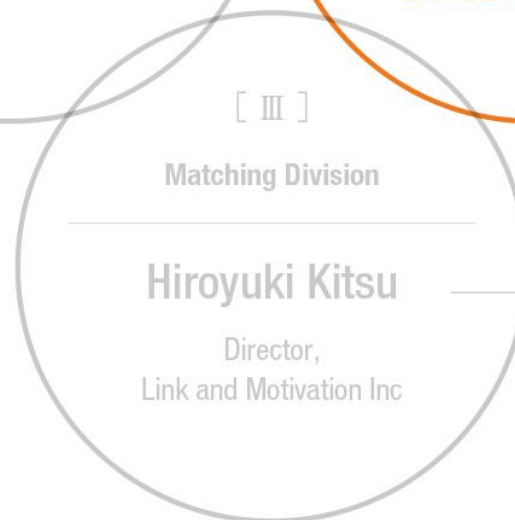 [ Ⅲ ]
Matching Division
Hiroyuki Kitsu
Director,
Link and Motivation Inc